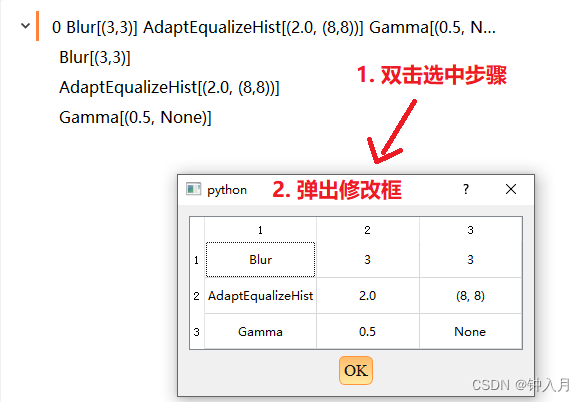 0 Blur[(3,3)] AdaptEqualizeHist[(2.0, (8,8))] Gamma[(0.5, N...
Blur[(3,3)]
AdaptEqualizeHist[(2.0, (8,8))]
Gamma[(0.5, None)]
1. 双击选中步骤
python
2. 弹出修改框
?
1 2 3
1 Blur 3 3
2 AdaptEqualizeHist 2.0 (8, 8)
3 Gamma 0.5 None
OK
CSDN @钟入月